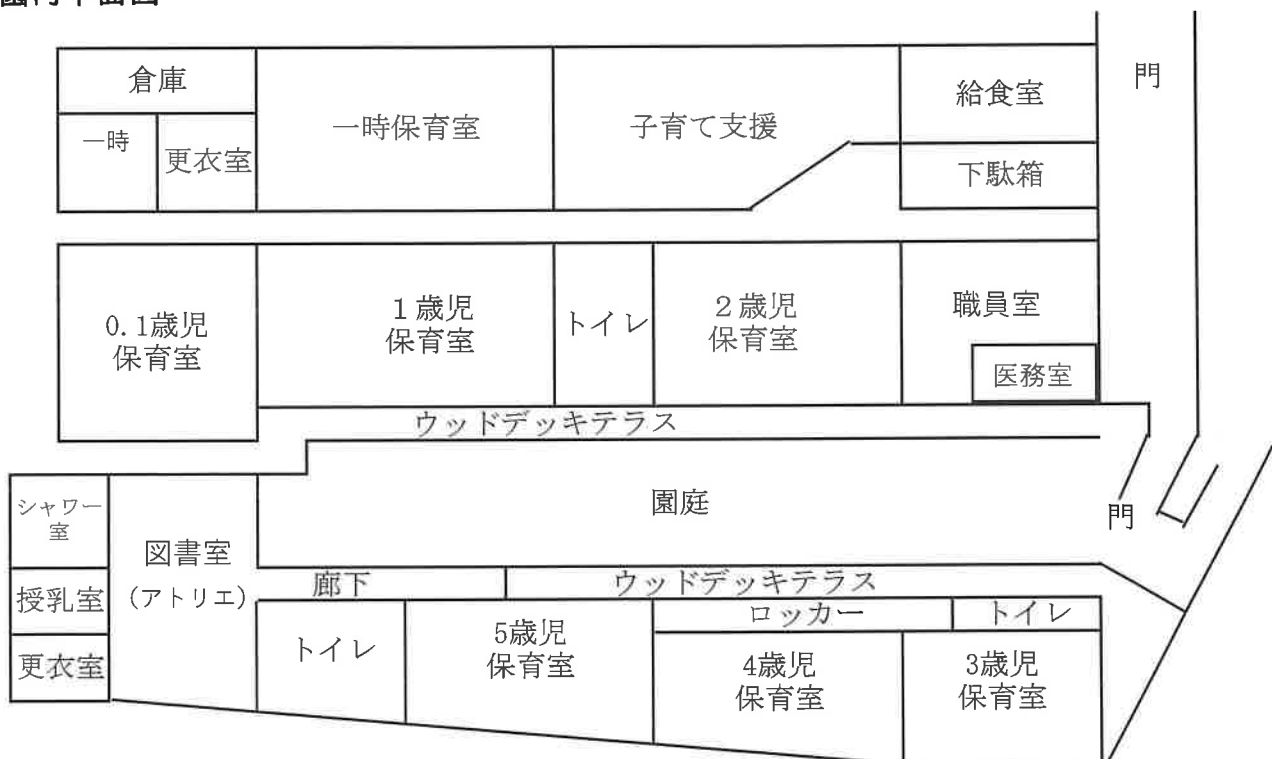 倉庫
一時
更衣室
一時保育室
子育て支援
給食室
下駄箱
門
0.1歳児
保育室
１歳児
保育室
トイレ
２歳児
保育室
職員室
医務室
ウッドデッキテラス
シャワー
室
授乳室
更衣室
図書室
（アトリエ）
園庭
門
廊下
ウッドデッキテラス
ロッカー
トイレ
トイレ
5歳児
保育室
4歳児
保育室
3歳児
保育室